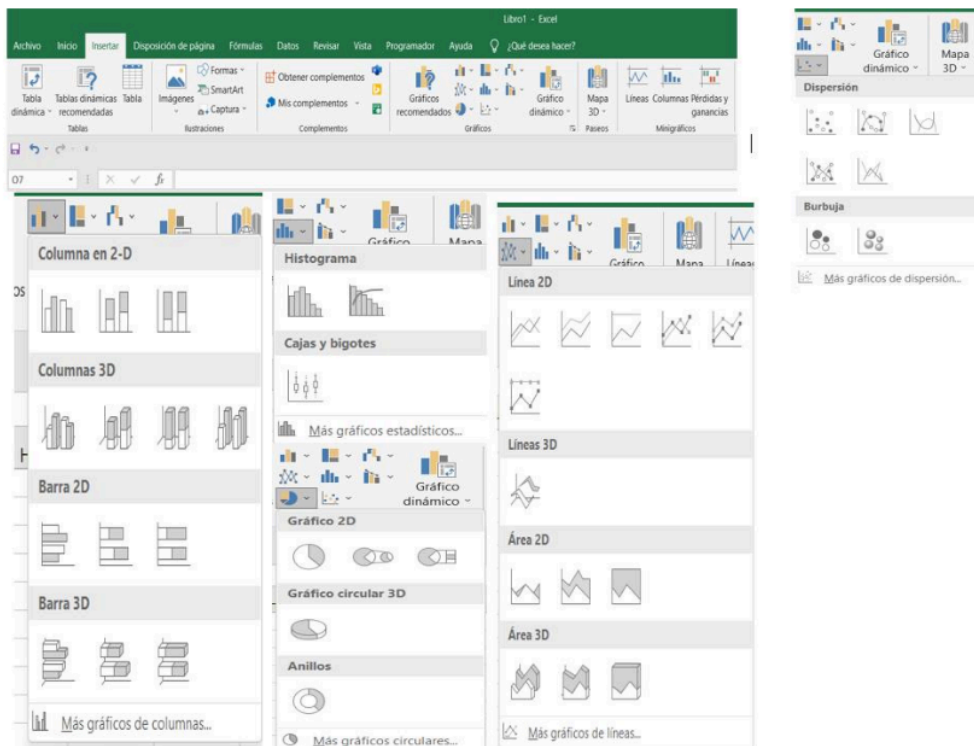 Libro1 - Excel
Archivo Inicio Insertar Disposición de página Fórmulas Datos Revisar Vista Programador Ayuda ¿Qué desea hacer?
Tabla dinámica
Tablas dinámicas recomendadas
Tabla
Tablas
Imágenes
Formas
SmartArt
Captura
Ilustraciones
Obtener complementos
Mis complementos
Complementos
Gráficos recomendados
Gráfico dinámico
Gráficos
Mapa 3D
Paseos
Líneas Columnas Pérdidas y ganancias
Minigráficos
O7
fx
Columna en 2-D
Columnas 3D
Barra 2D
Barra 3D
Más gráficos de columnas...
Gráfico Mapa
Histograma
Cajas y bigotes
Más gráficos estadísticos...
Gráfico
dinámico
Gráfico 2D
Gráfico circular 3D
Anillos
Más gráficos circulares...
Gráfico Mapa Líneas
Línea 2D
Líneas 3D
Área 2D
Área 3D
Más gráficos de líneas...
Gráfico dinámico
Mapa 3D
Dispersión
Burbuja
Más gráficos de dispersión...